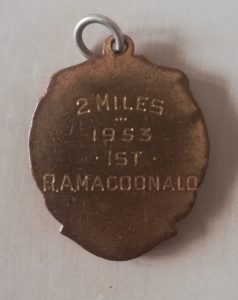 2 MILES
...
1953
· 1ST ·
R.A.MACDONALD